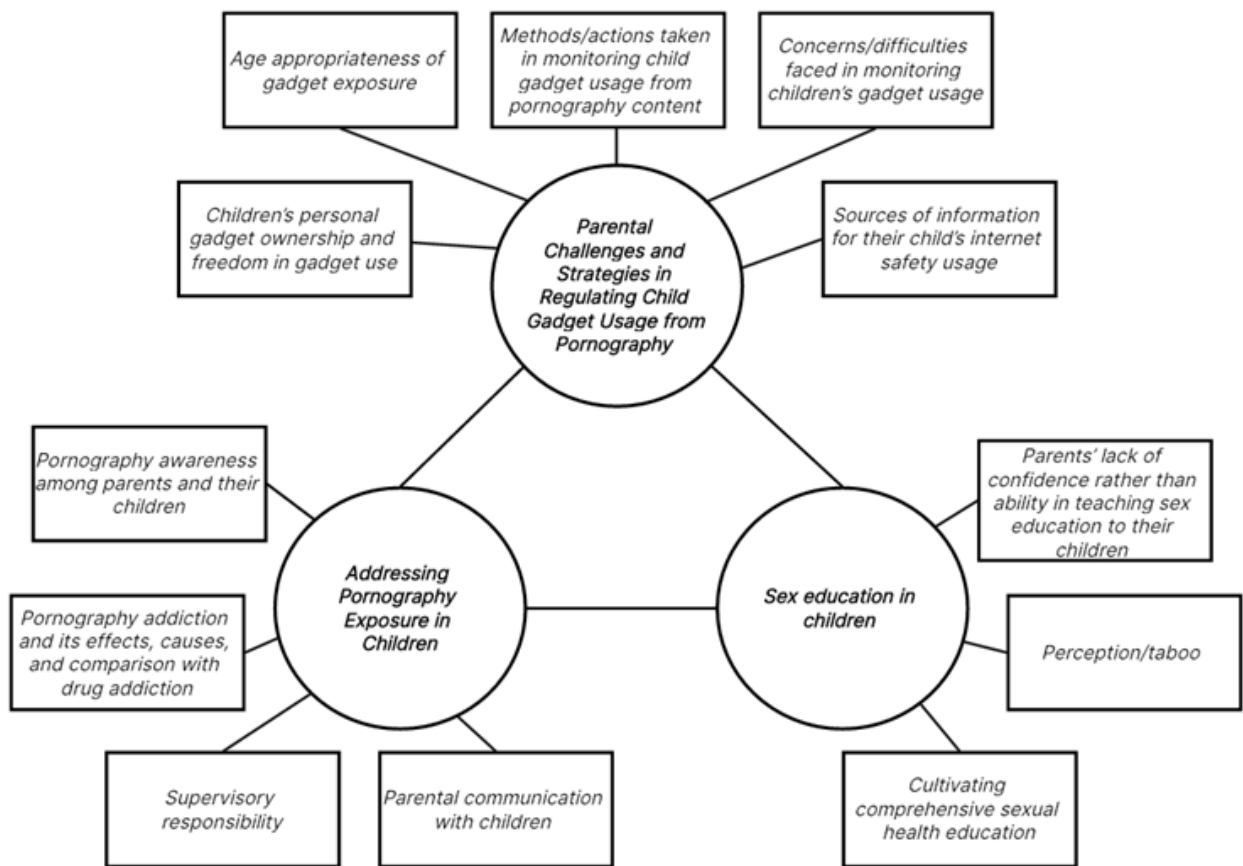 Age appropriateness of
gadget exposure
Methods/actions taken
in monitoring child
gadget usage from
pornography content
Concerns/difficulties
faced in monitoring
children's gadget usage
Children's personal
gadget ownership and
freedom in gadget use
Parental
Challenges and
Strategies in
Regulating Child
Gadget Usage from
Pornography
Sources of information
for their child's internet
safety usage
Pornography awareness
among parents and their
children
Parents' lack of
confidence rather than
ability in teaching sex
education to their
children
Addressing
Pornography
Exposure in
Children
Sex education in
children
Pornography addiction
and its effects, causes,
and comparison with
drug addiction
Perception/taboo
Supervisory
responsibility
Parental communication
with children
Cultivating
comprehensive sexual
health education